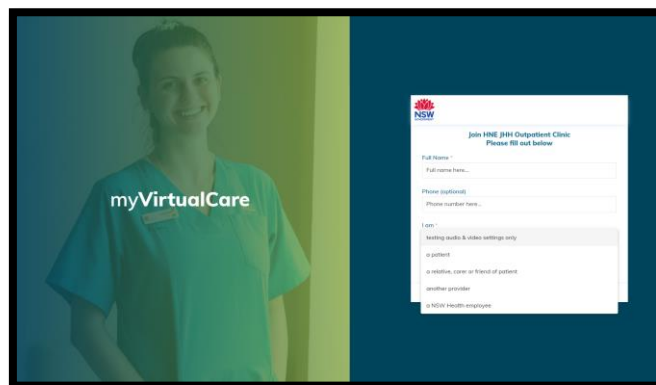 myVirtualCare
NSW
GOVERNMENT
Join HNE JHH Outpatient Clinic
Please fill out below
Full Name *
Full name here...
Phone (optional)
Phone number here...
I am *
testing audio & video settings only
a patient
a relative, carer or friend of patient
another provider
a NSW Health employee